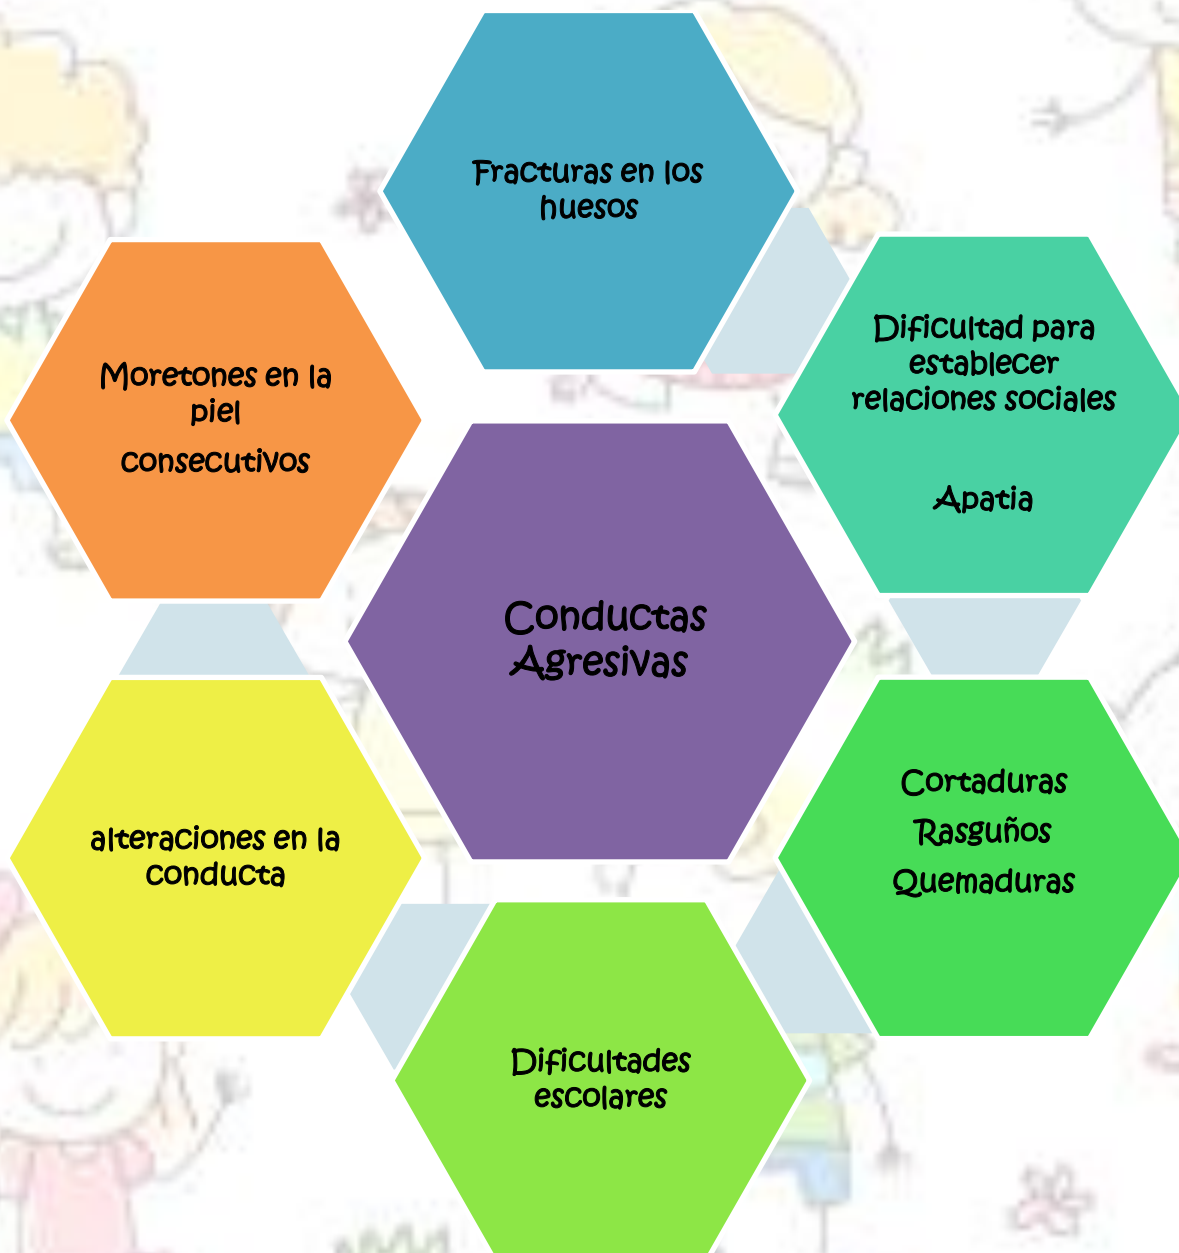 Fracturas en los
huesos
Dificultad para
establecer
relaciones sociales
Apatia
Moretones en la
piel
consecutivos
Conductas
Agresivas
Cortaduras
Rasguños
Quemaduras
alteraciones en la
conducta
Dificultades
escolares